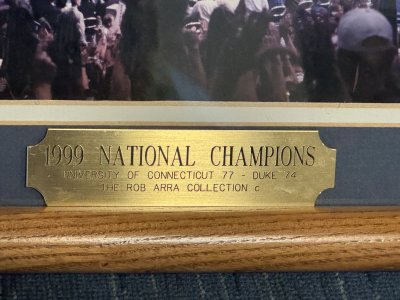 1999 NATIONAL CHAMPIONS
UNIVERSITY OF CONNECTICUT 77 - DUKE 74
THE ROB ARRA COLLECTION c